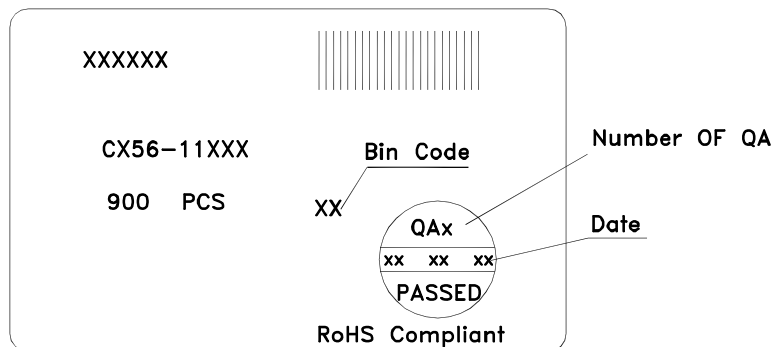 XXXXXX
CX56-11XXX
Bin Code
Number OF QA
900 PCS
XX
QAx
Date
xx xx xx
PASSED
RoHS Compliant